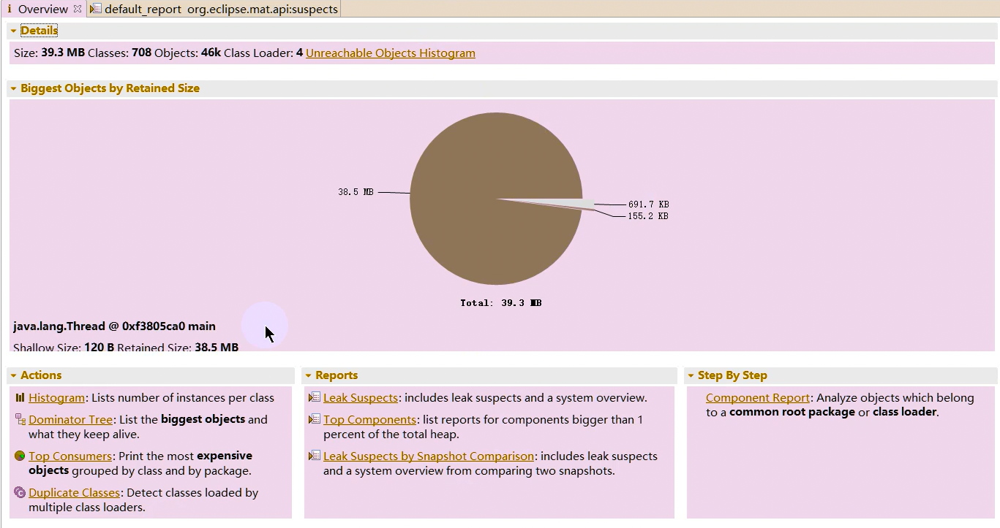 Overview
default_report org.eclipse.mat.api:suspects
Details
Size: 39.3 MB Classes: 708 Objects: 46k Class Loader: 4 Unreachable Objects Histogram
Biggest Objects by Retained Size
38.5 MB
691.7 KB
155.2 KB
Total: 39.3 MB
java.lang.Thread @ 0xf3805ca0 main
Shallow Size: 120 B Retained Size: 38.5 MB
Actions
Histogram: Lists number of instances per class
Dominator Tree: List the biggest objects and
what they keep alive.
Top Consumers: Print the most expensive
objects grouped by class and by package.
Duplicate Classes: Detect classes loaded by
multiple class loaders.
Reports
Leak Suspects: includes leak suspects and a system overview.
Top Components: list reports for components bigger than 1
percent of the total heap.
Leak Suspects by Snapshot Comparison: includes leak suspects
and a system overview from comparing two snapshots.
Step By Step
Component Report: Analyze objects which belong
to a common root package or class loader.